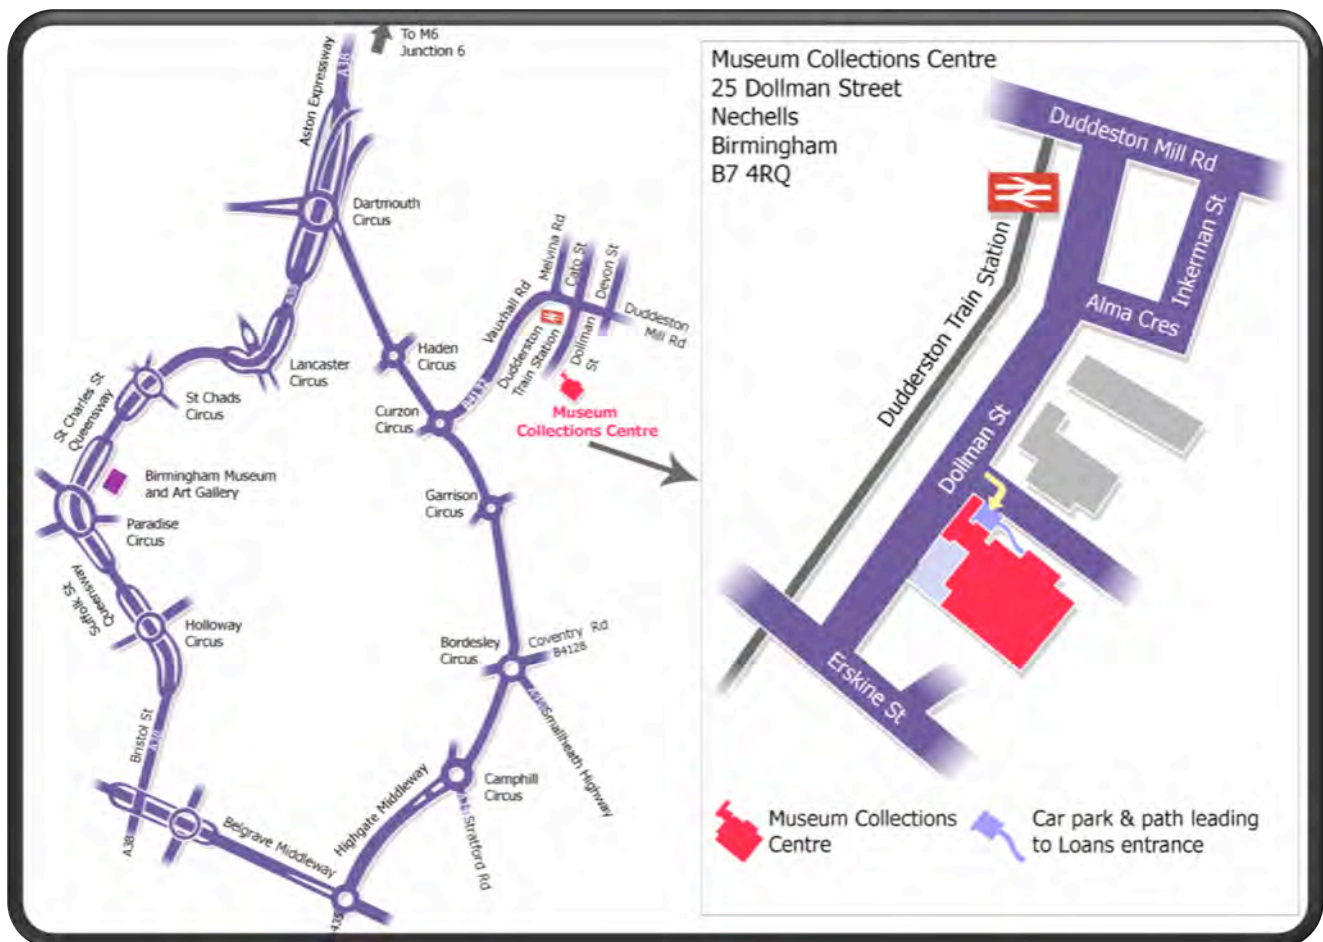 To M6
Junction 6
A38
Aston Expressway
Dartmouth
Circus
A38
Lancaster
Circus
St Chads
Circus
St Charles St
Queensway
Birmingham Museum
and Art Gallery
Paradise
Circus
Suffolk St
Queensway
Holloway
Circus
Bristol St
A38
A38
Belgrave Middleway
Highgate Middleway
Camphill
Circus
Stratford Rd
Smallheath Highway
Bordesley
Circus
Coventry Rd
B4128
Garrison
Circus
Curzon
Circus
Haden
Circus
Vauxhall Rd
Melvina Rd
Cato St
Devon St
Duddeston
Mill Rd
Dudderston
Train Station
Dollman
St
Museum
Collections Centre
Museum Collections Centre
25 Dollman Street
Nechells
Birmingham
B7 4RQ
Duddeston Mill Rd
Inkerman St
Alma Cres
Dudderston Train Station
Dollman St
Erskine St
Museum Collections
Centre
Car park & path leading
to Loans entrance